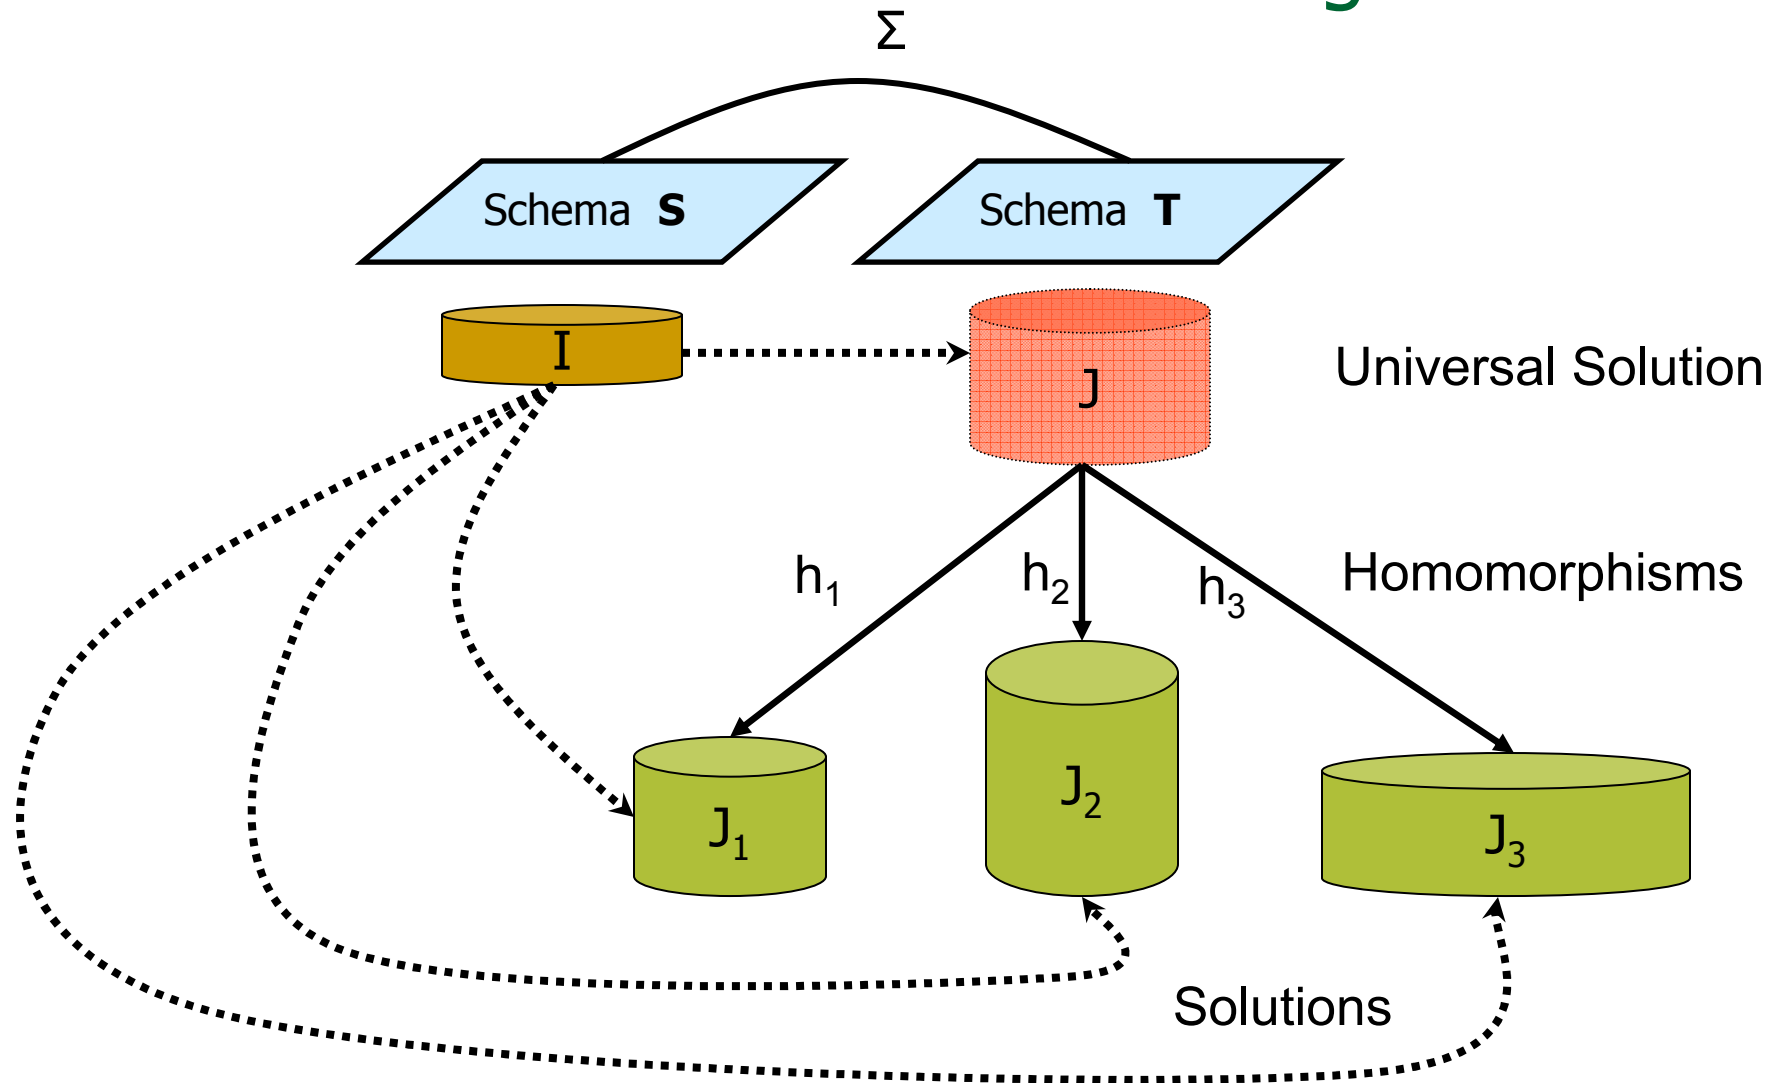 Σ
Schema S
Schema T
I
J
Universal Solution
h₁
h₂
h₃
Homomorphisms
J₁
J₂
J₃
Solutions